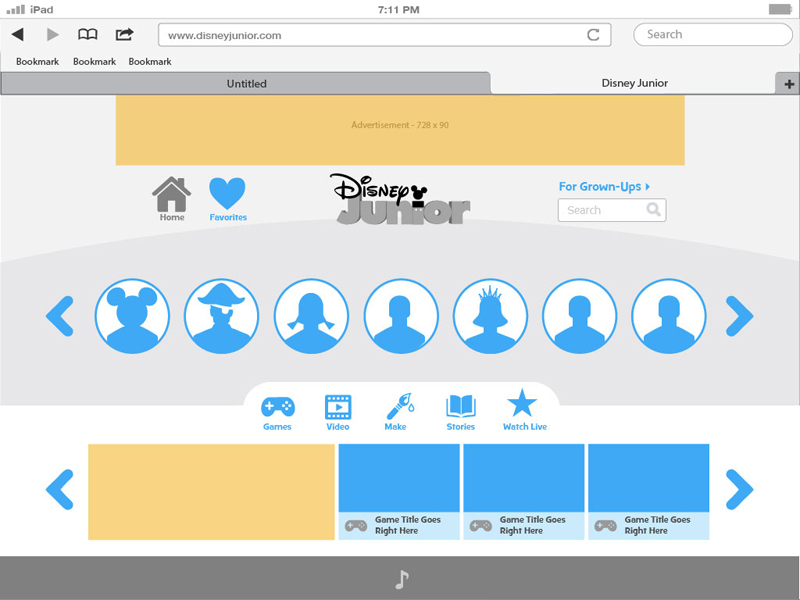 iPad
7:11 PM
www.disneyjunior.com
Search
Bookmark
Bookmark
Bookmark
Untitled
Disney Junior
Advertisement - 728 x 90
Home
Favorites
Disney
Junior
For Grown-Ups
Search
Games
Video
Make
Stories
Watch Live
Game Title Goes
Right Here
Game Title Goes
Right Here
Game Title Goes
Right Here